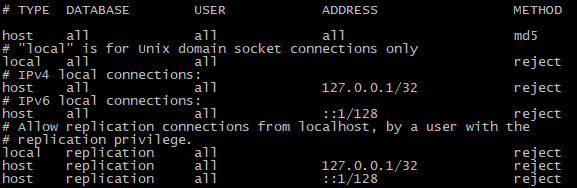 # TYPE DATABASE USER ADDRESS METHOD
host all all all md5
# "local" is for Unix domain socket connections only
local all all reject
# IPv4 local connections:
host all all 127.0.0.1/32 reject
# IPv6 local connections:
host all all ::1/128 reject
# Allow replication connections from localhost, by a user with the
# replication privilege.
local replication all reject
host replication all 127.0.0.1/32 reject
host replication all ::1/128 reject